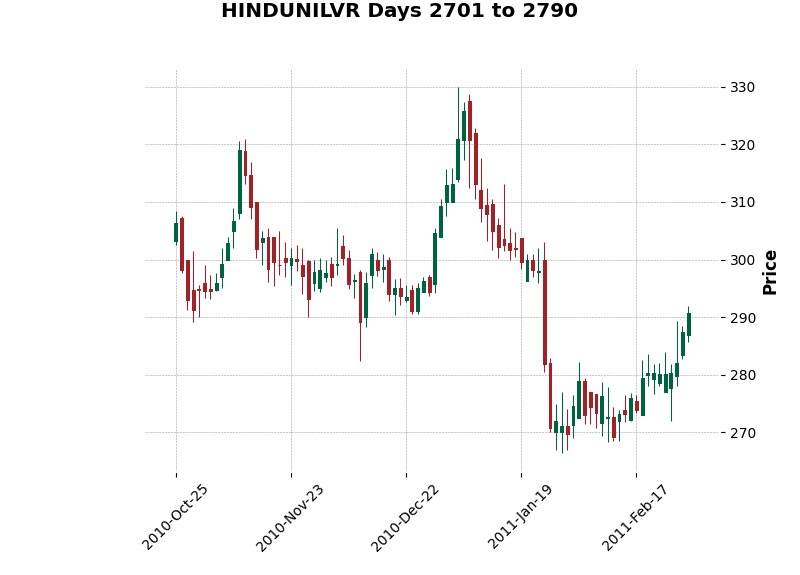 HINDUNILVR Days 2701 to 2790
330
320
310
300
290
280
270
Price
2010-Oct-25
2010-Nov-23
2010-Dec-22
2011-Jan-19
2011-Feb-17